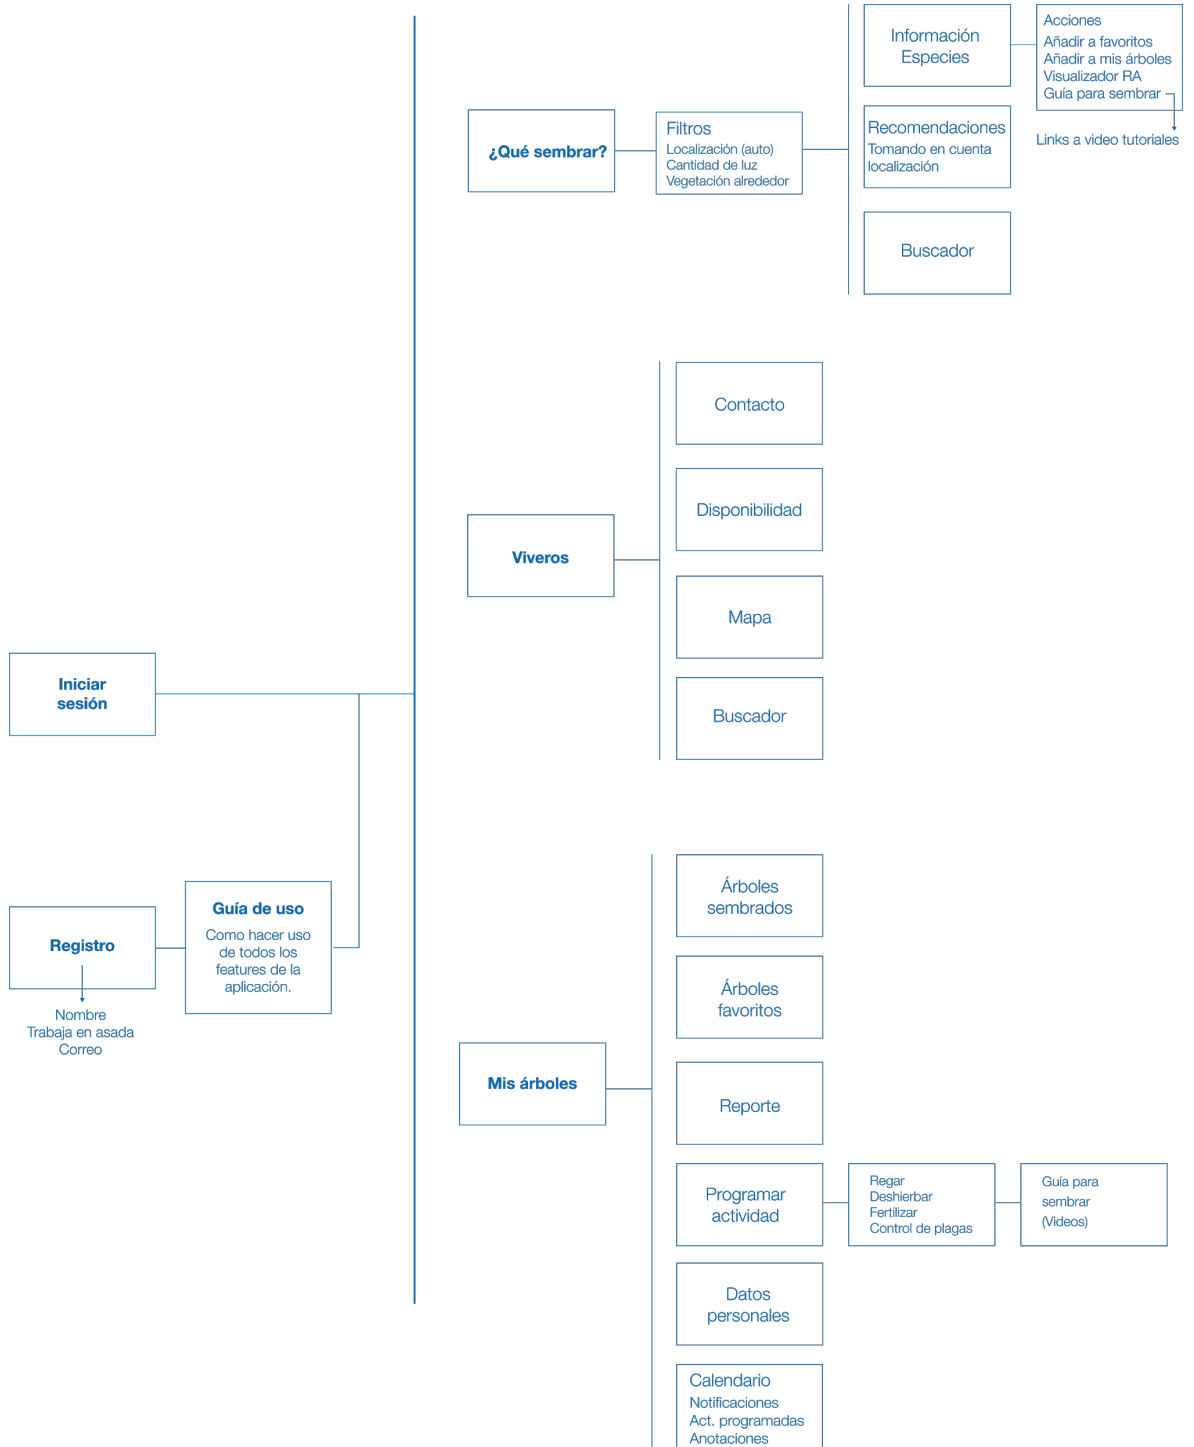 Iniciar
sesión
Registro
Nombre
Trabaja en asada
Correo
Guía de uso
Como hacer uso
de todos los
features de la
aplicación.
¿Qué sembrar?
Filtros
Localización (auto)
Cantidad de luz
Vegetación alrededor
Información
Especies
Acciones
Añadir a favoritos
Añadir a mis árboles
Visualizador RA
Guía para sembrar
Links a video tutoriales
Recomendaciones
Tomando en cuenta
localización
Buscador
Viveros
Contacto
Disponibilidad
Mapa
Buscador
Mis árboles
Árboles
sembrados
Árboles
favoritos
Reporte
Programar
actividad
Regar
Deshierbar
Fertilizar
Control de plagas
Guía para
sembrar
(Videos)
Datos
personales
Calendario
Notificaciones
Act. programadas
Anotaciones